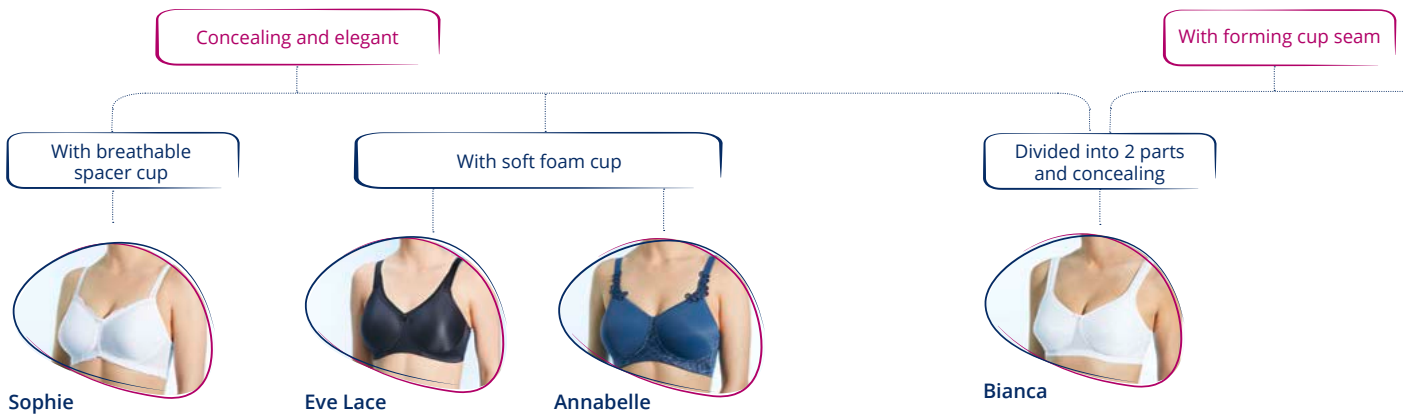 Concealing and elegant
With forming cup seam
With breathable
spacer cup
With soft foam cup
Divided into 2 parts
and concealing
Sophie
Eve Lace
Annabelle
Bianca